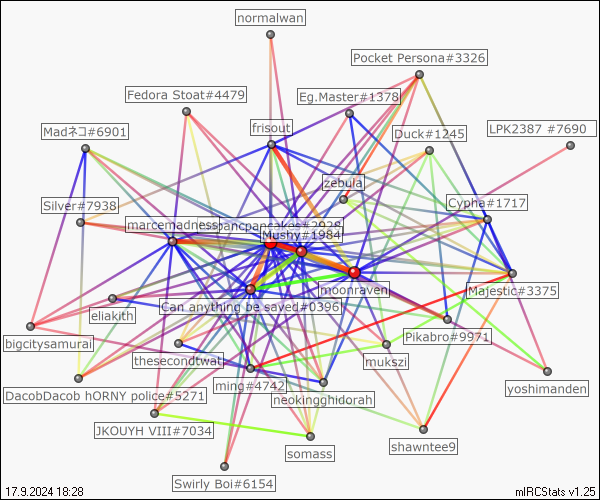 normalwan
Pocket Persona#3326
Fedora Stoat#4479
Eg.Master#1378
frisout
LPK2387 #7690
Madネコ#6901
Duck#1245
zebula
Silver#7938
Cypha#1717
marcemadness
pancpancakes#2928
Mushy#1984
moonraven
Majestic#3375
Can anything be saved#0396
eliakith
Pikabro#9971
bigcitysamurai
thesecondtwat
mukszi
ming#4742
yoshimanden
DacobDacob hORNY police#5271
neokingghidorah
JKOUYH VIII#7034
shawntee9
somass
Swirly Boi#6154
17.9.2024 18:28
mIRCStats v1.25